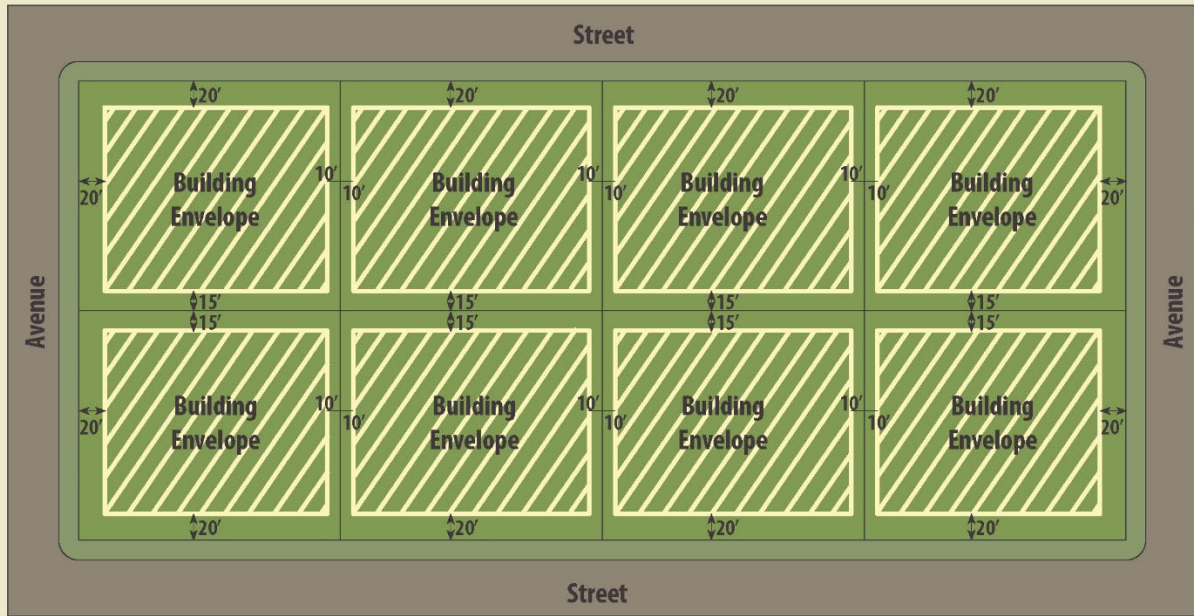 Street
20′ 20′ 20′ 20′
Building Building Building Building
Envelope Envelope Envelope Envelope
20′ 10′ 10′ 10′ 10′ 10′ 10′ 20′
15′ 15′ 15′ 15′
Avenue
Avenue
15′ 15′ 15′ 15′
Building Building Building Building
Envelope Envelope Envelope Envelope
20′ 10′ 10′ 10′ 10′ 10′ 10′ 20′
20′ 20′ 20′ 20′
Street